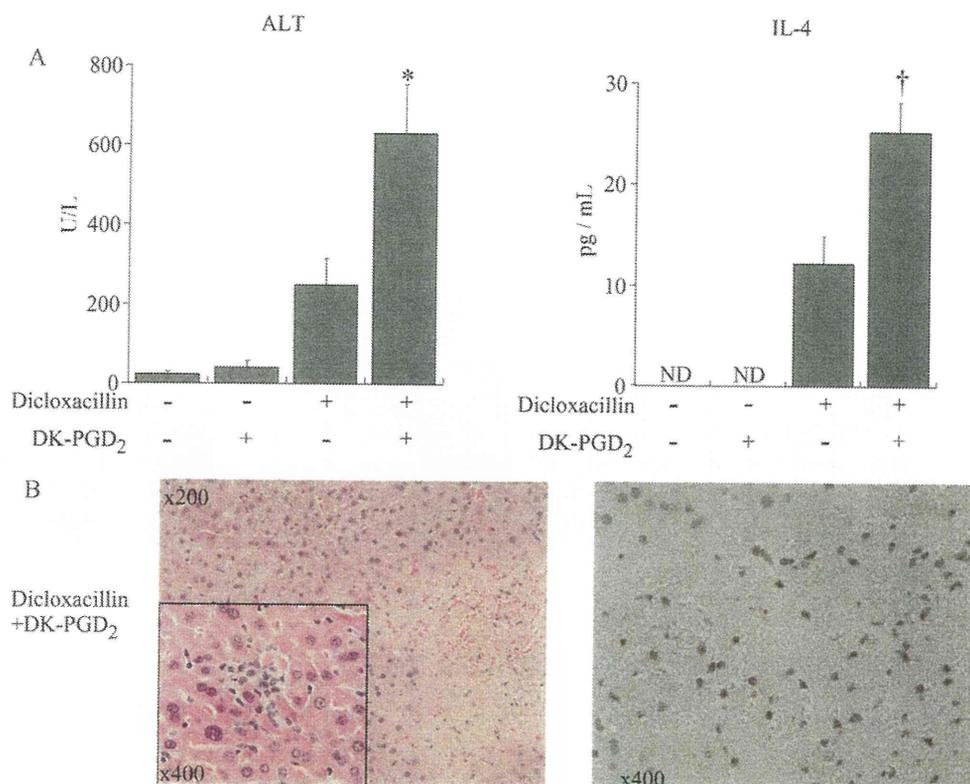 ALT
IL-4
A
800
600
400
200
0
U/L
*
30
20
10
0
pg / mL
†
ND ND
Dicloxacillin - - + +
DK-PGD2 - + - +
Dicloxacillin - - + +
DK-PGD2 - + - +
B
x200
Dicloxacillin
+DK-PGD2
x400
x400